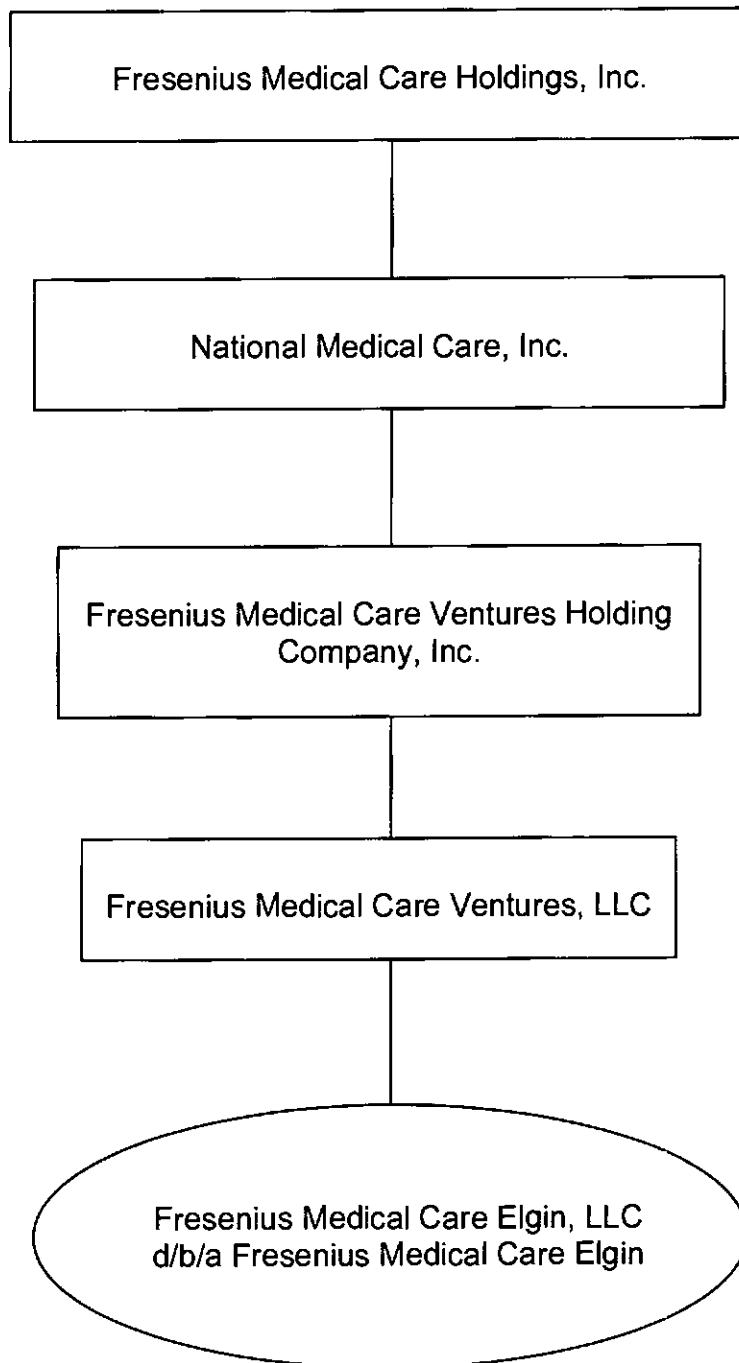 Fresenius Medical Care Holdings, Inc.
National Medical Care, Inc.
Fresenius Medical Care Ventures Holding
Company, Inc.
Fresenius Medical Care Ventures, LLC
Fresenius Medical Care Elgin, LLC
d/b/a Fresenius Medical Care Elgin